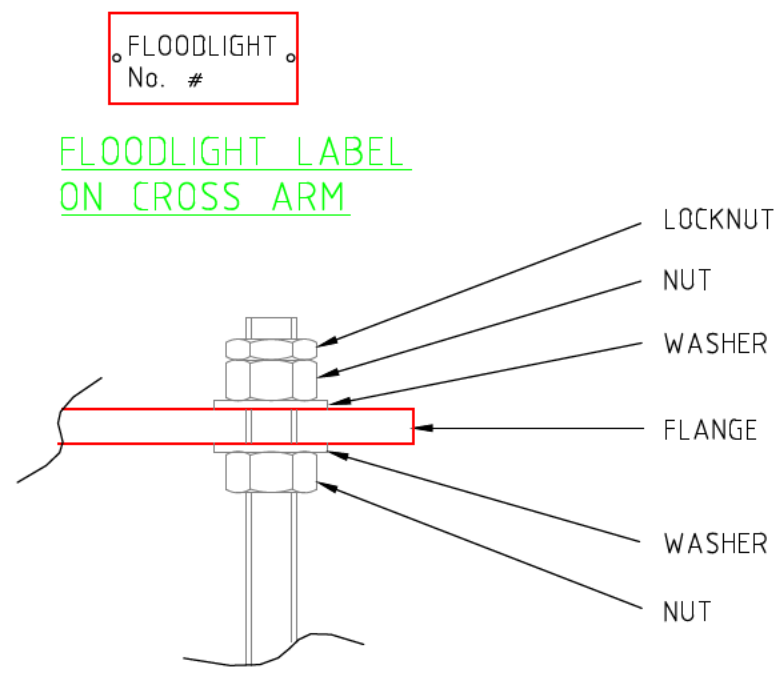 FLOODLIGHT
No. #
FLOODLIGHT LABEL
ON CROSS ARM
LOCKNUT
NUT
WASHER
FLANGE
WASHER
NUT